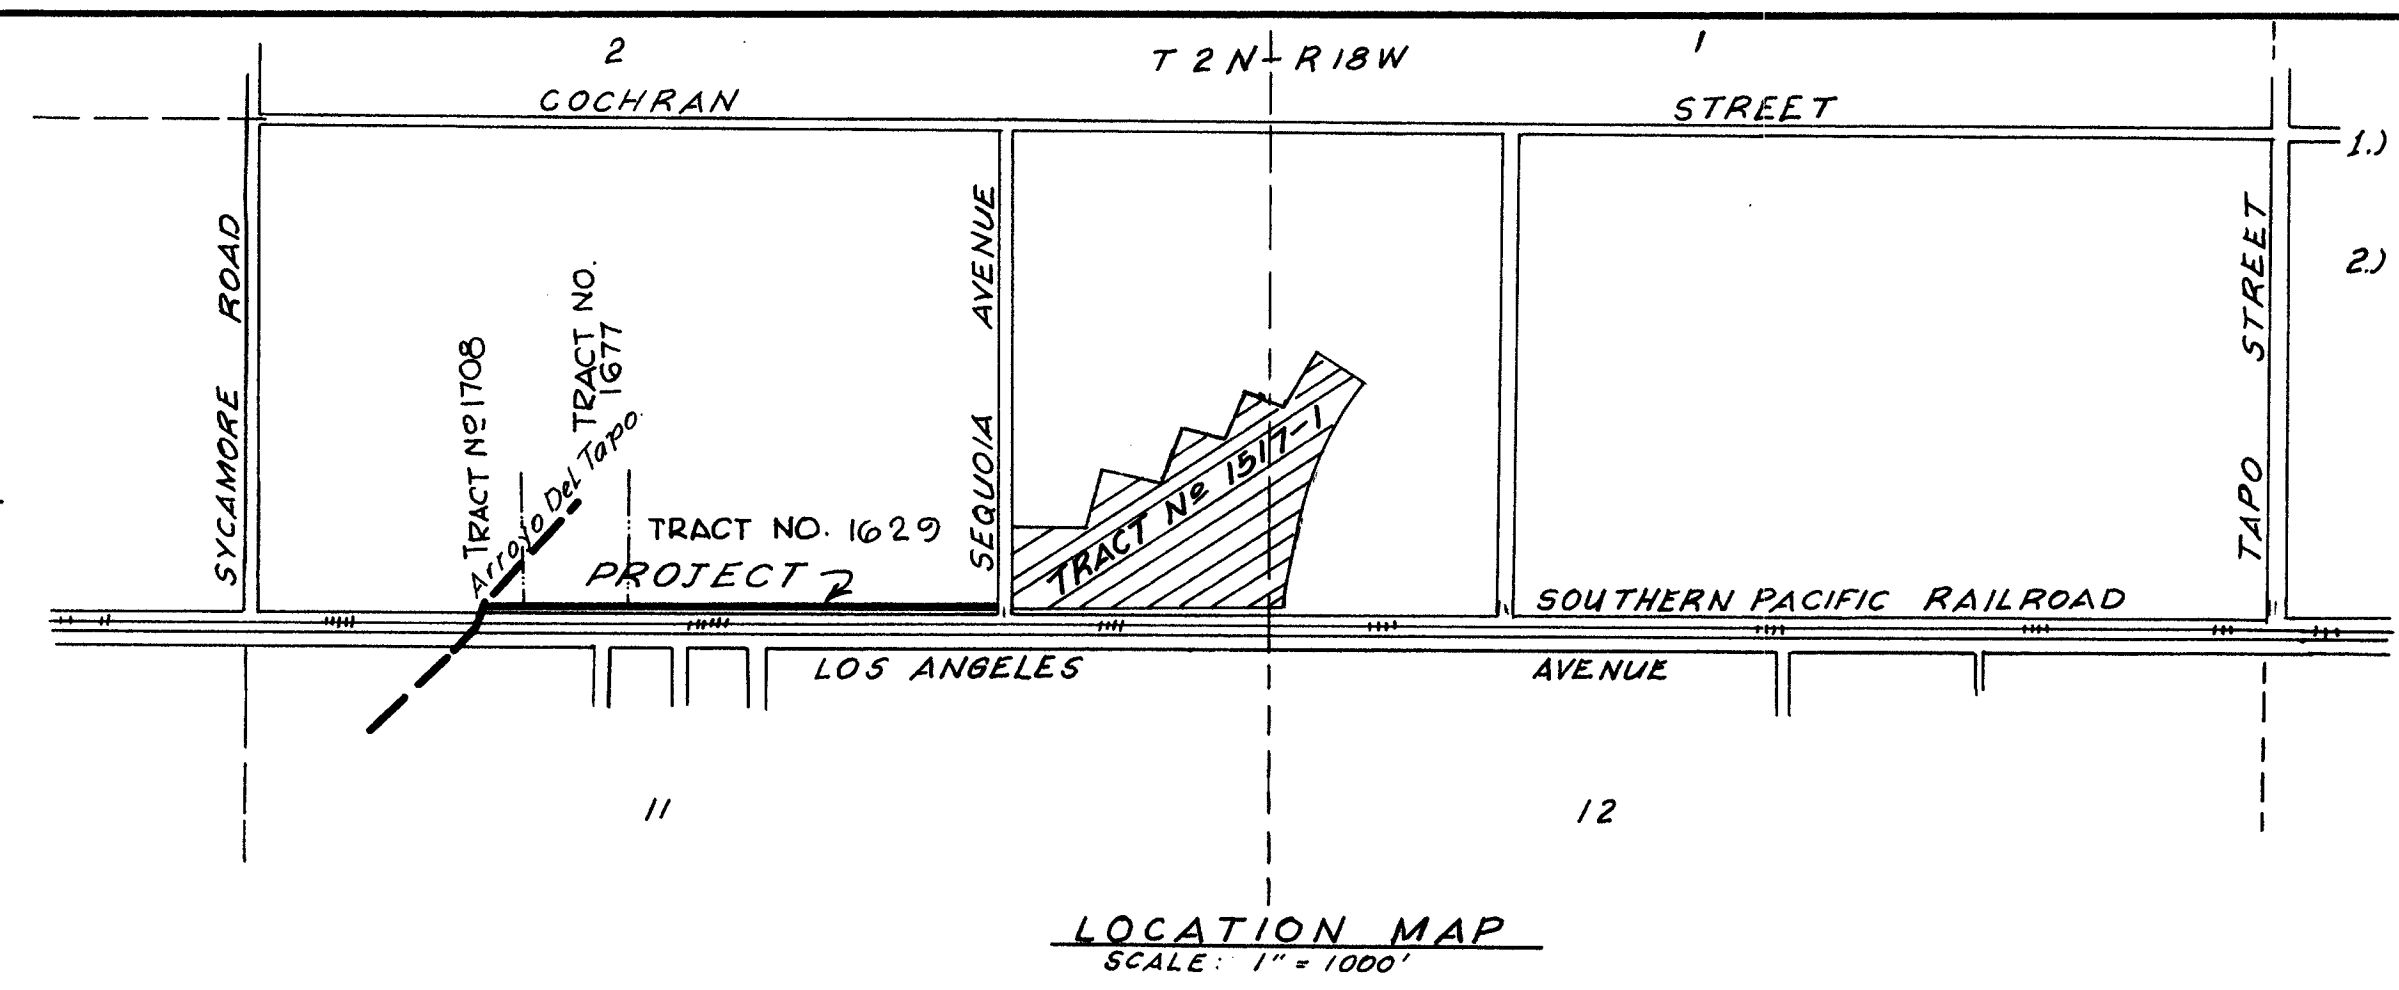 2
T 2 N - R 18 W
1
COCHRAN STREET
1.)
2.)
SYCAMORE ROAD
TRACT Nº 1708
TRACT NO.
1677
Arroyo Del Tapo
SEQUOIA AVENUE
TRACT NO. 1629
PROJECT
TRACT Nº 1517-1
TAPO STREET
SOUTHERN PACIFIC RAILROAD
LOS ANGELES AVENUE
11
12
LOCATION MAP
SCALE: 1" = 1000'